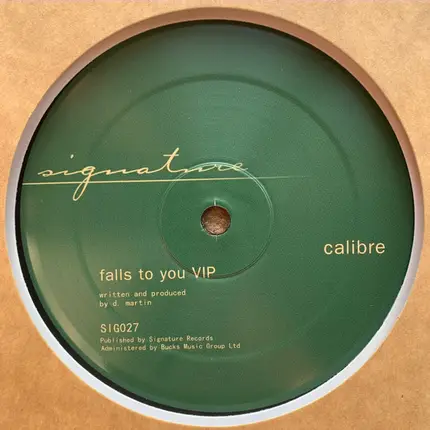 signature
calibre
falls to you VIP
written and produced
by d. martin
SIG027
Published by Signature Records
Administered by Bucks Music Group Ltd